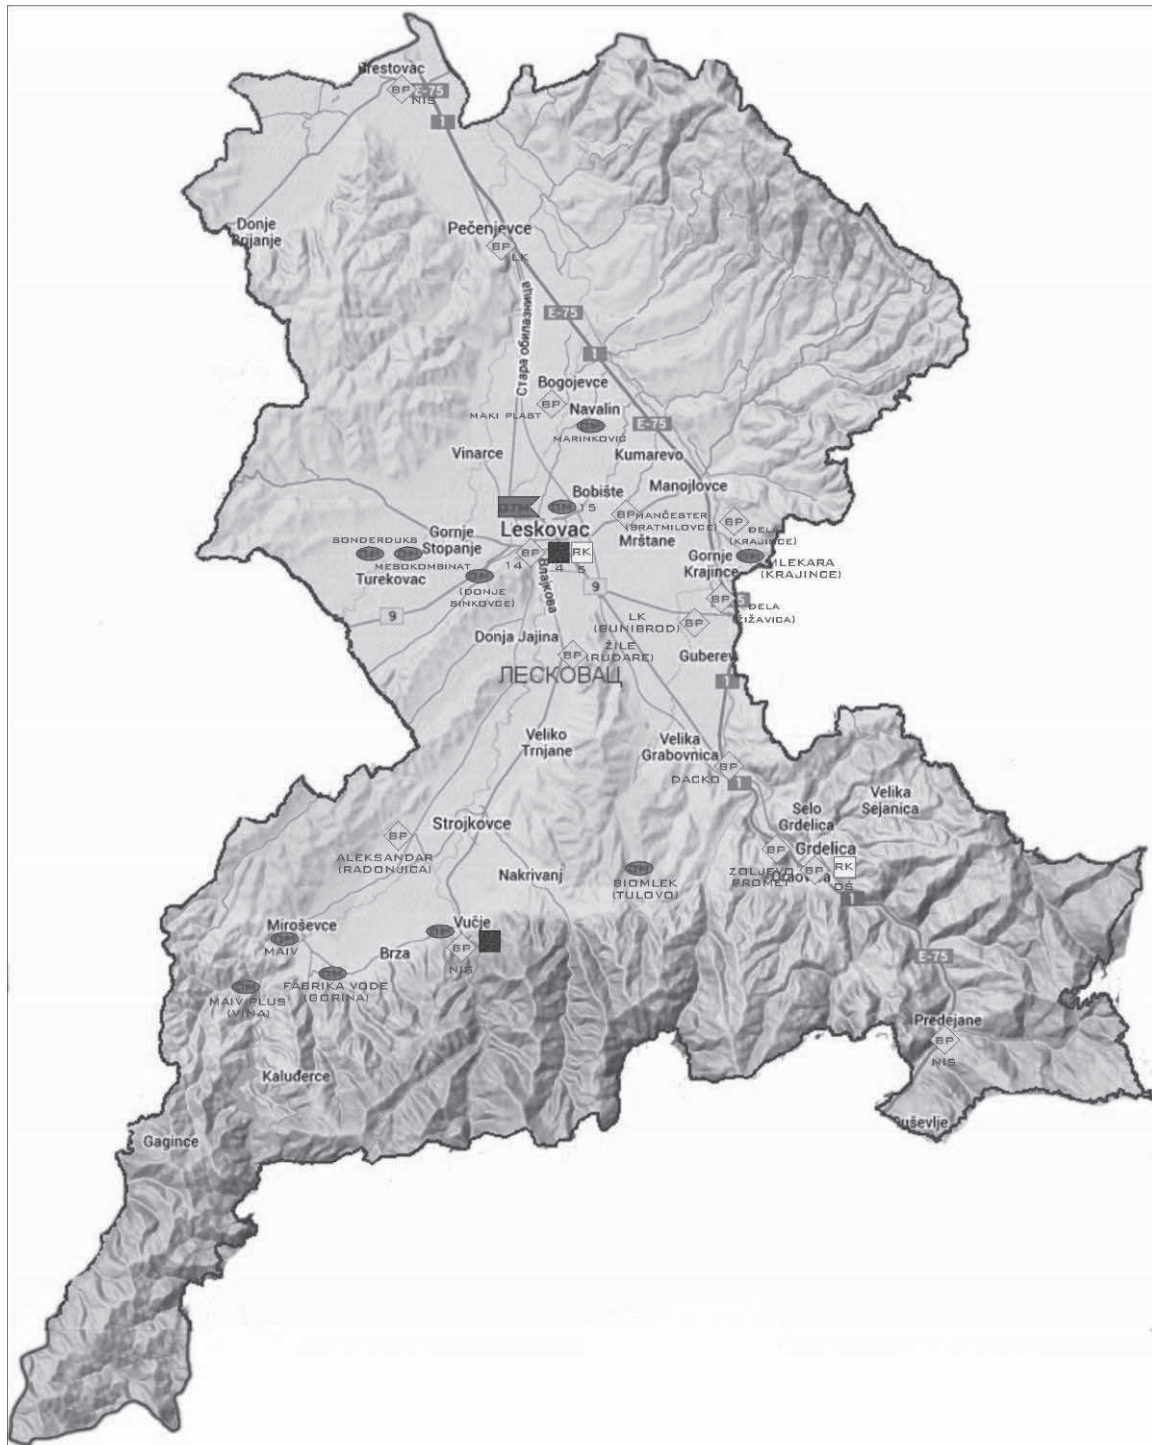 Brestovac
BP
E-75
NIS
1
Donje
Brijanje
Pečenjevce
BP
LK
E-75
Стара обилазница
1
Bogojevce
BP
MAKI PLAST
Navalin
MARINKOVIC
E-75
Vinarce
Kumarevo
Manojlovce
Bobište
OM
15
BP
MANČESTER
(BRATMILOVCE)
BP
ĐELA
(KRAJINCE)
Leskovac
Mrštane
Gornje
Stopanje
BP
14
4
RK
5
Gornje
Krajince
MLEKARA
(KRAJINCE)
MESOKOMBINAT
Turekovac
(DONJE
SINKOVCE)
Влајкова
9
9
BP
ĐELA
(ŽIŽAVICA)
LK
(BUNIBROD)
BP
Donja Jajina
BP
ŽILE
(RUDARE)
ЛЕСКОВАЦ
1
Veliko
Trnjane
Velika
Grabovnica
BP
DACKO
1
Velika
Sejanica
Selo
Grdelica
Strojkovce
BP
ALEKSANDAR
(RADONJICA)
BP
Grdelica
ZOLJEVO
PROMET
BP
RK
OŠ
Nakrivanj
BIOMLEK
(TULOVO)
1
Miroševce
MAIV
Vučje
BP
NIS
Brza
FABRIKA VODE
(GORINA)
MAIV PLUS
(VINA)
E-75
Predejane
BP
NIS
Kaluđerce
Gagince